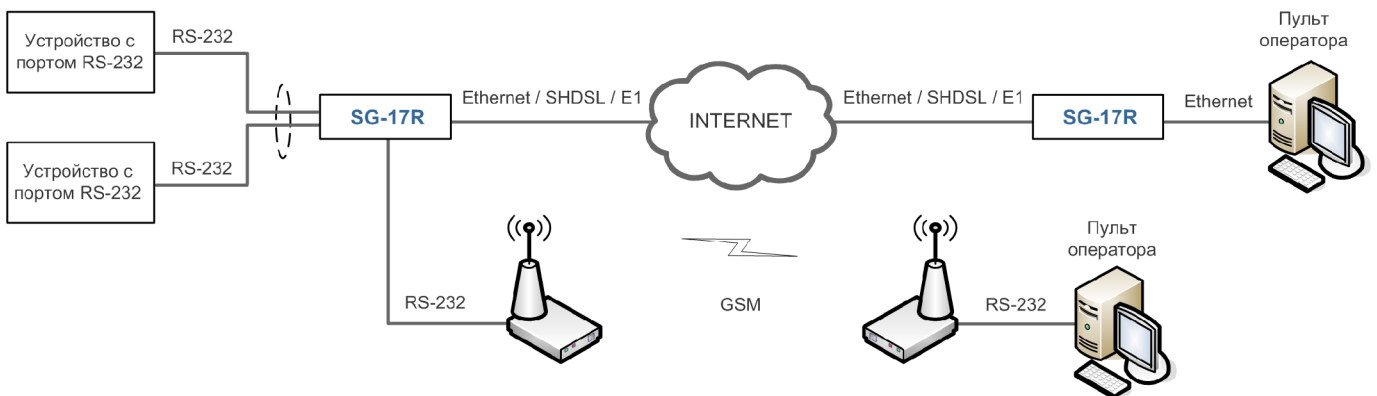 Устройство с
портом RS-232
RS-232
Устройство с
портом RS-232
RS-232
SG-17R
Ethernet / SHDSL / E1
INTERNET
Ethernet / SHDSL / E1
SG-17R
Ethernet
Пульт
оператора
RS-232
GSM
RS-232
Пульт
оператора